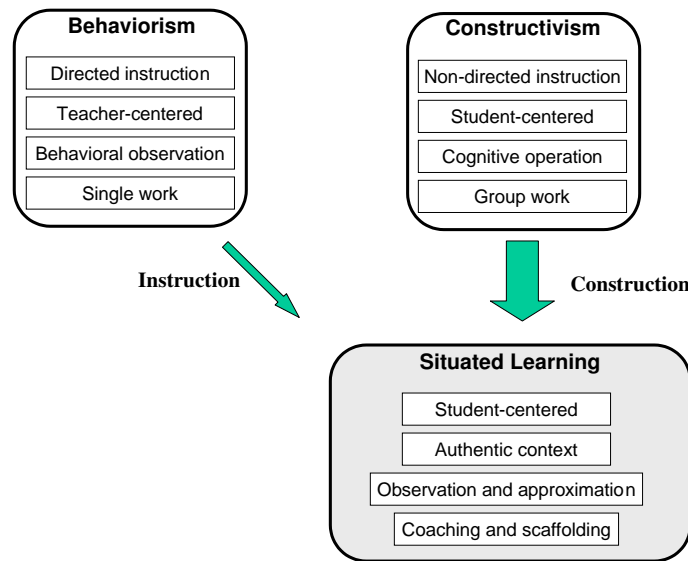 Behaviorism
Directed instruction
Teacher-centered
Behavioral observation
Single work
Constructivism
Non-directed instruction
Student-centered
Cognitive operation
Group work
Instruction
Construction
Situated Learning
Student-centered
Authentic context
Observation and approximation
Coaching and scaffolding